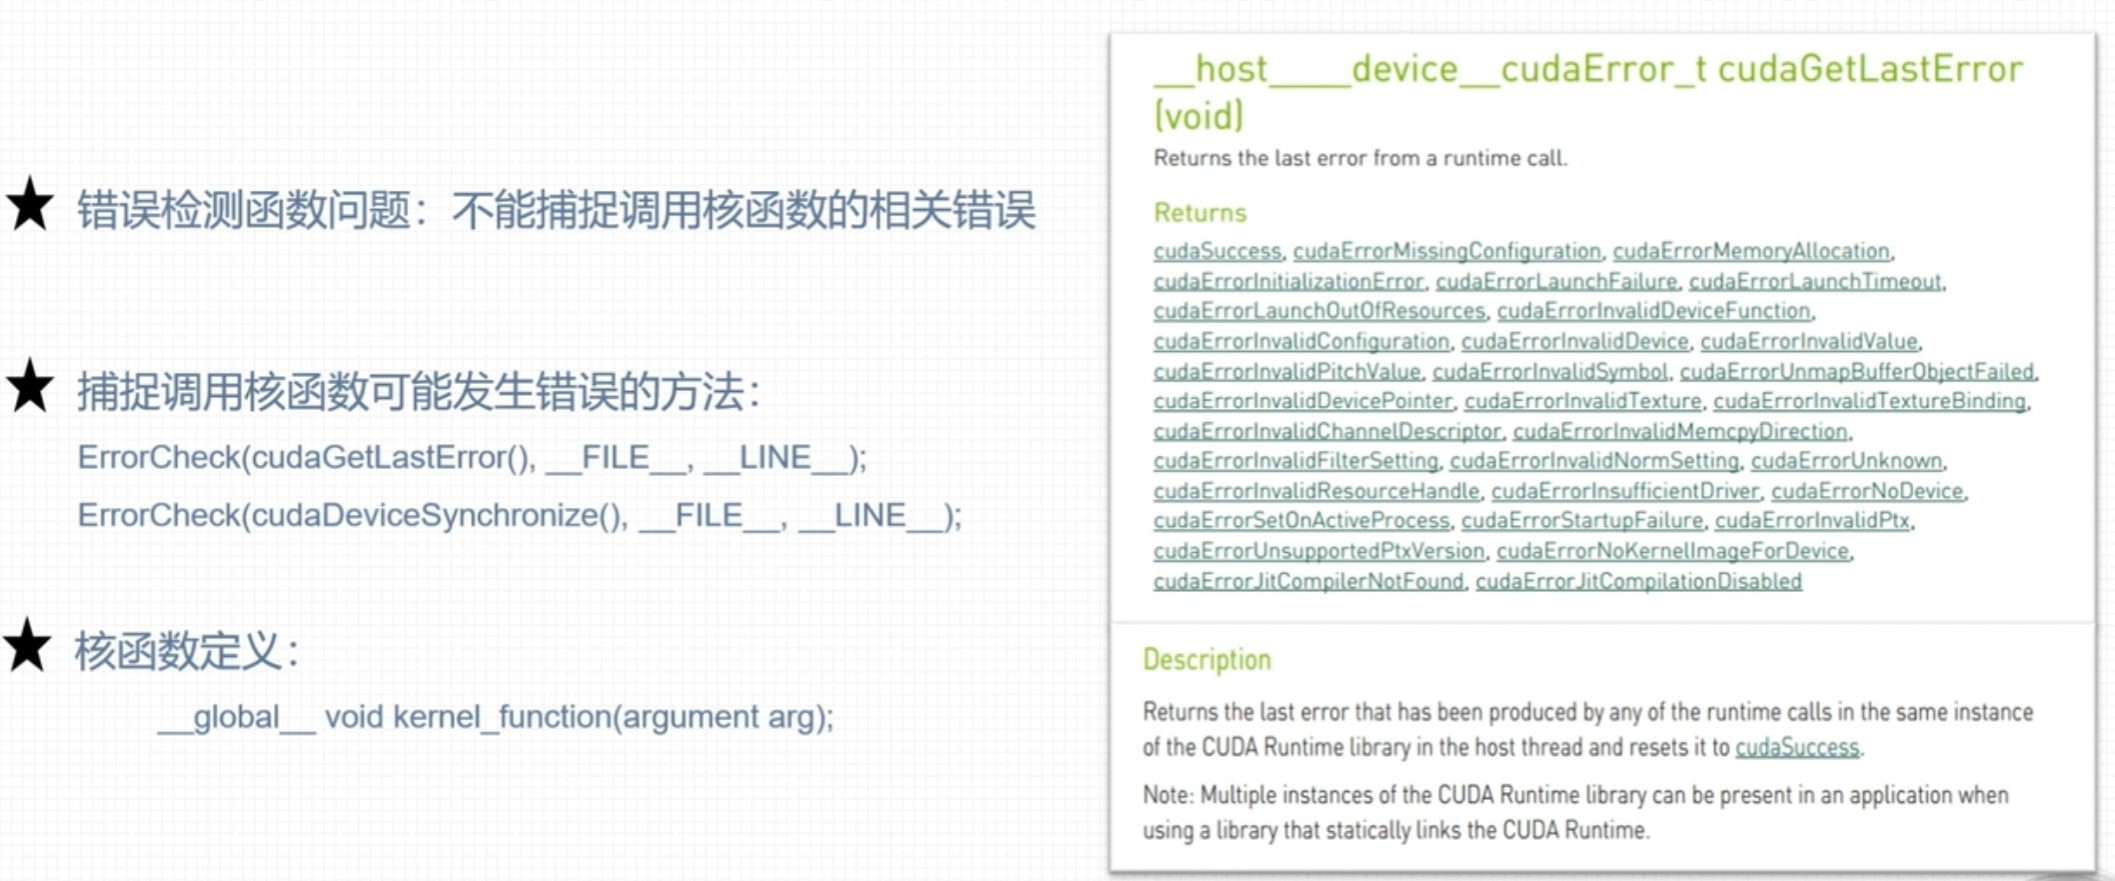 错误检测函数问题：不能捕捉调用核函数的相关错误
捕捉调用核函数可能发生错误的方法：
ErrorCheck(cudaGetLastError(), __FILE__, __LINE__);
ErrorCheck(cudaDeviceSynchronize(), __FILE__, __LINE__);
核函数定义：
__global__ void kernel_function(argument arg);
__host____device__cudaError_t cudaGetLastError
(void)
Returns the last error from a runtime call.
Returns
cudaSuccess, cudaErrorMissingConfiguration, cudaErrorMemoryAllocation,
cudaErrorInitializationError, cudaErrorLaunchFailure, cudaErrorLaunchTimeout,
cudaErrorLaunchOutOfResources, cudaErrorInvalidDeviceFunction,
cudaErrorInvalidConfiguration, cudaErrorInvalidDevice, cudaErrorInvalidValue,
cudaErrorInvalidPitchValue, cudaErrorInvalidSymbol, cudaErrorUnmapBufferObjectFailed,
cudaErrorInvalidDevicePointer, cudaErrorInvalidTexture, cudaErrorInvalidTextureBinding,
cudaErrorInvalidChannelDescriptor, cudaErrorInvalidMemcpyDirection,
cudaErrorInvalidFilterSetting, cudaErrorInvalidNormSetting, cudaErrorUnknown,
cudaErrorInvalidResourceHandle, cudaErrorInsufficientDriver, cudaErrorNoDevice,
cudaErrorSetOnActiveProcess, cudaErrorStartupFailure, cudaErrorInvalidPtx,
cudaErrorUnsupportedPtxVersion, cudaErrorNoKernelImageForDevice,
cudaErrorJitCompilerNotFound, cudaErrorJitCompilationDisabled
Description
Returns the last error that has been produced by any of the runtime calls in the same instance
of the CUDA Runtime library in the host thread and resets it to cudaSuccess.
Note: Multiple instances of the CUDA Runtime library can be present in an application when
using a library that statically links the CUDA Runtime.